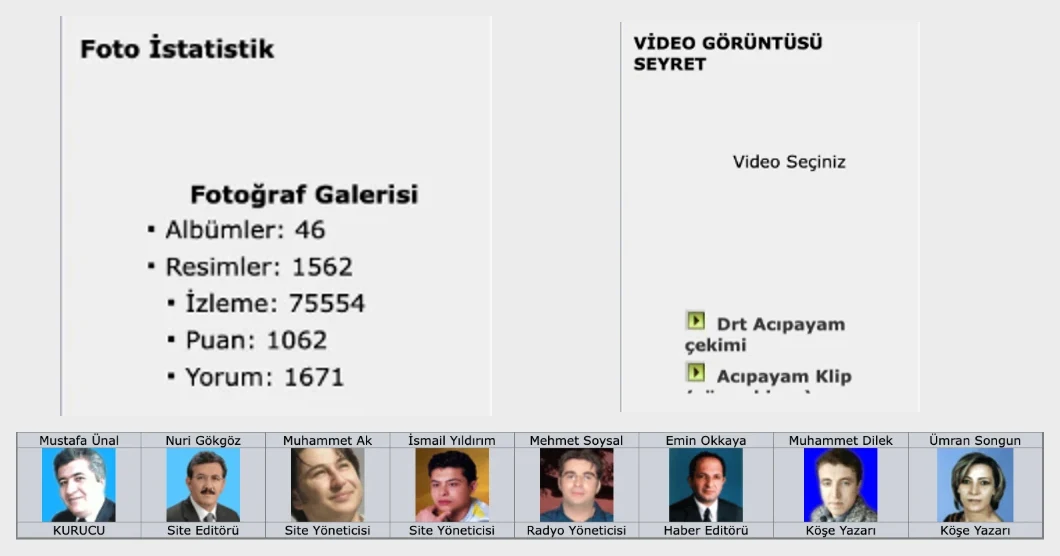 Foto İstatistik
Fotoğraf Galerisi
▪ Albümler: 46
▪ Resimler: 1562
▪ İzleme: 75554
▪ Puan: 1062
▪ Yorum: 1671
VİDEO GÖRÜNTÜSÜ
SEYRET
Video Seçiniz
Drt Acıpayam
çekimi
Acıpayam Klip
Mustafa Ünal
Nuri Gökgöz
Muhammet Ak
İsmail Yıldırım
Mehmet Soysal
Emin Okkaya
Muhammet Dilek
Ümran Songun
KURUCU
Site Editörü
Site Yöneticisi
Site Yöneticisi
Radyo Yöneticisi
Haber Editörü
Köşe Yazarı
Köşe Yazarı